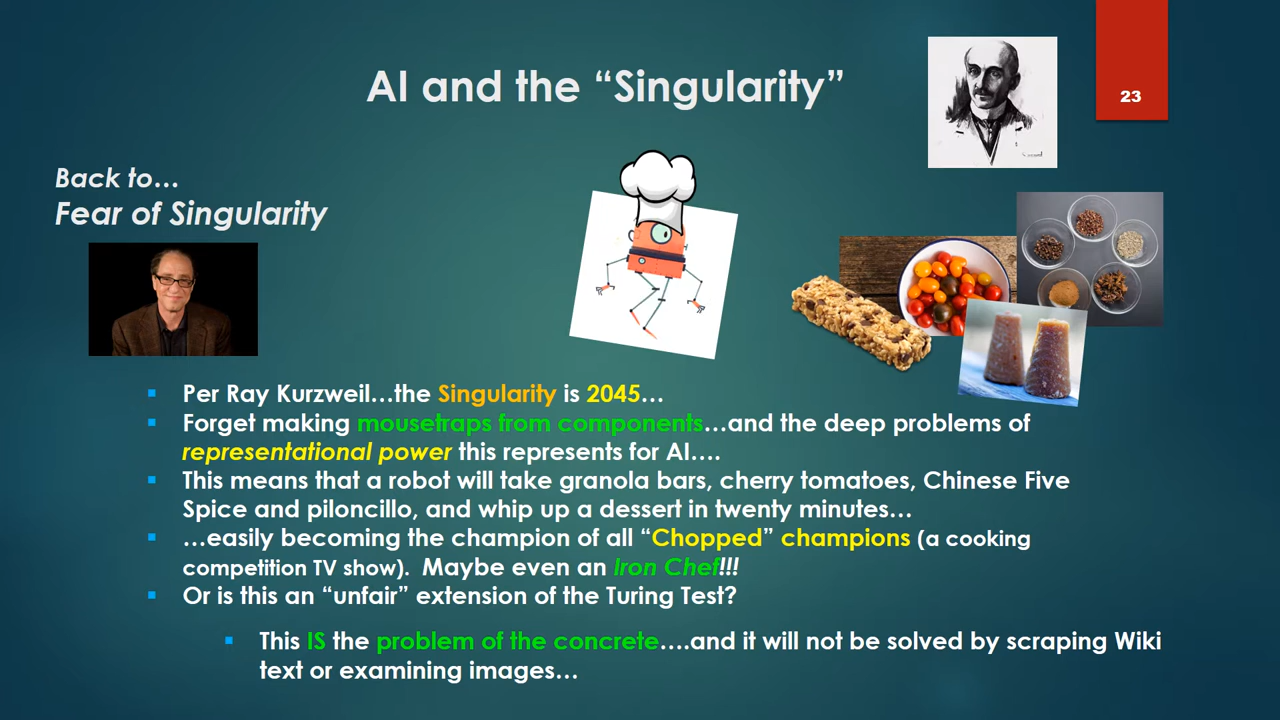 AI and the “Singularity”
23
Back to…
Fear of Singularity
Per Ray Kurzweil…the Singularity is 2045…
Forget making mousetraps from components…and the deep problems of
representational power this represents for AI….
This means that a robot will take granola bars, cherry tomatoes, Chinese Five
Spice and piloncillo, and whip up a dessert in twenty minutes…
…easily becoming the champion of all “Chopped” champions (a cooking
competition TV show). Maybe even an Iron Chef!!!
Or is this an “unfair” extension of the Turing Test?
This IS the problem of the concrete….and it will not be solved by scraping Wiki
text or examining images…